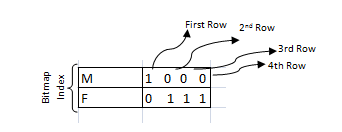 First Row
2nd Row
3rd Row
4th Row
Bitmap
Index
M 1 0 0 0
F 0 1 1 1